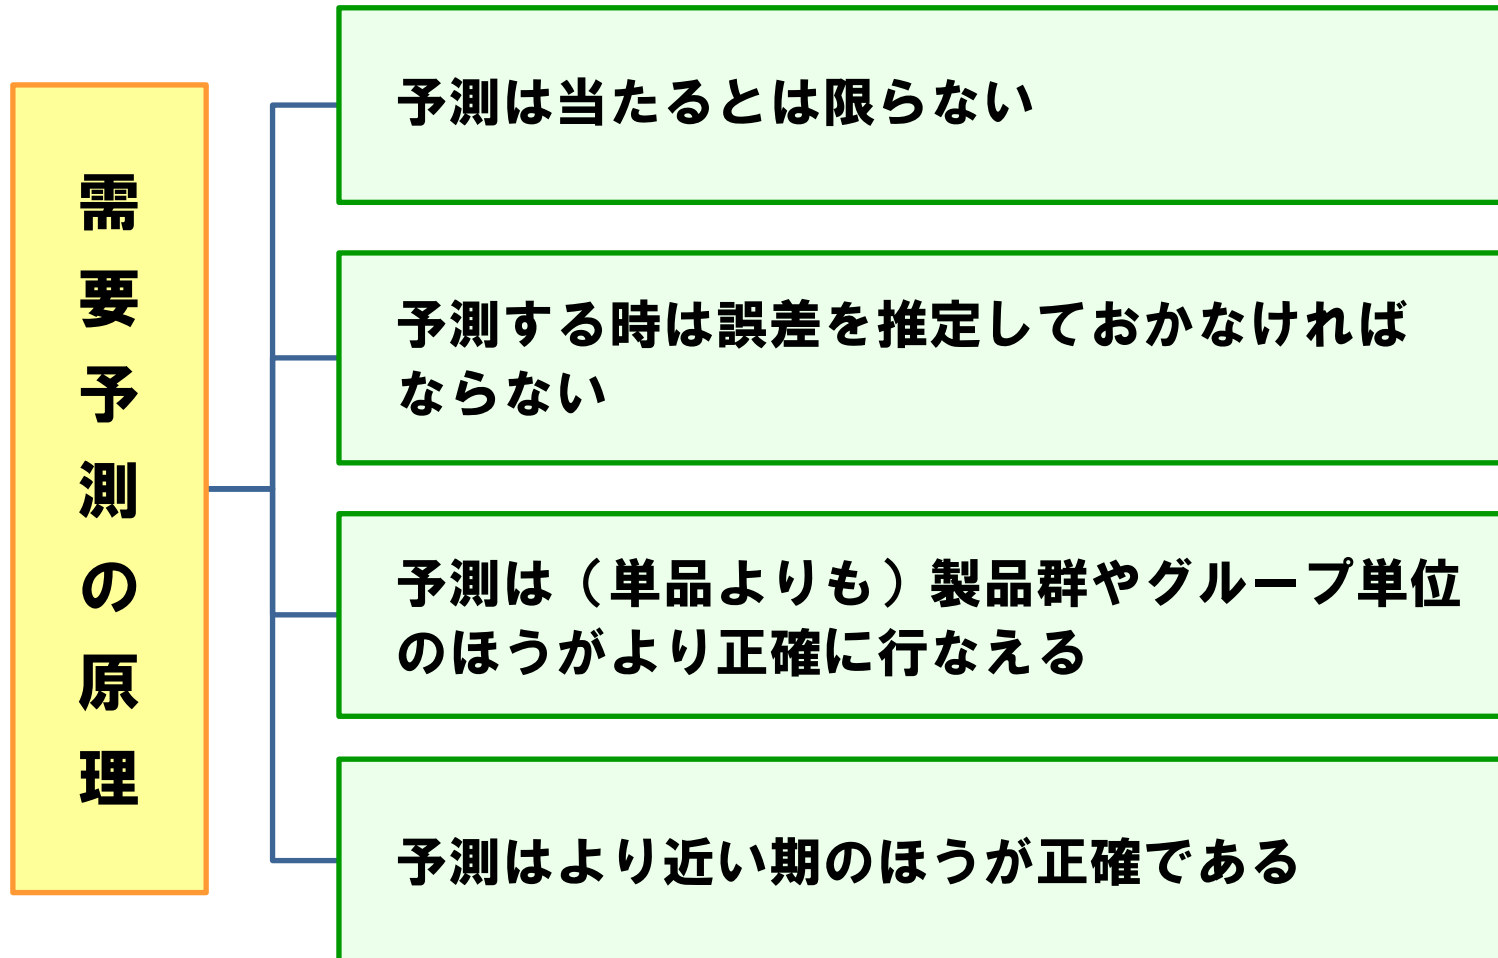 需要予測の原理
予測は当たるとは限らない
予測する時は誤差を推定しておかなければ
ならない
予測は（単品よりも）製品群やグループ単位
のほうがより正確に行なえる
予測はより近い期のほうが正確である